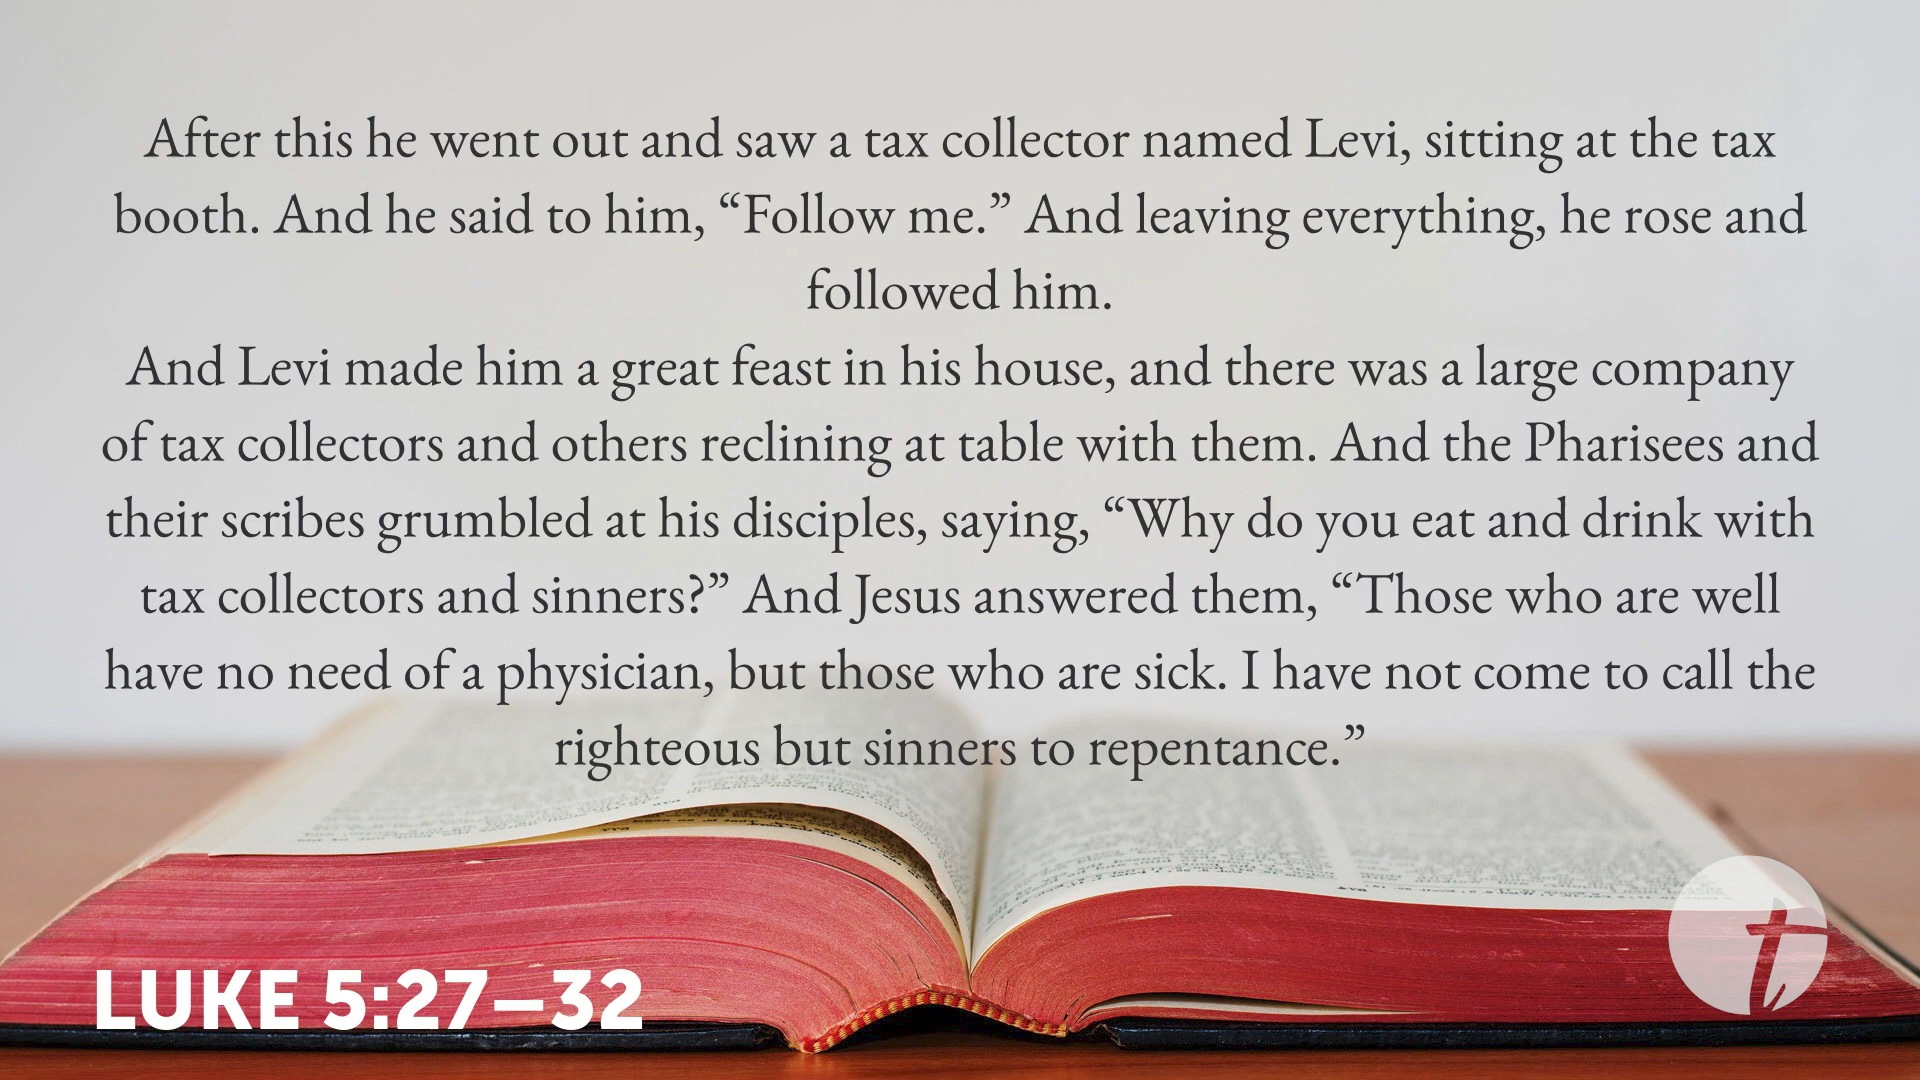 After this he went out and saw a tax collector named Levi, sitting at the tax
booth. And he said to him, “Follow me.” And leaving everything, he rose and
followed him.
And Levi made him a great feast in his house, and there was a large company
of tax collectors and others reclining at table with them. And the Pharisees and
their scribes grumbled at his disciples, saying, “Why do you eat and drink with
tax collectors and sinners?” And Jesus answered them, “Those who are well
have no need of a physician, but those who are sick. I have not come to call the
righteous but sinners to repentance.”
LUKE 5:27–32